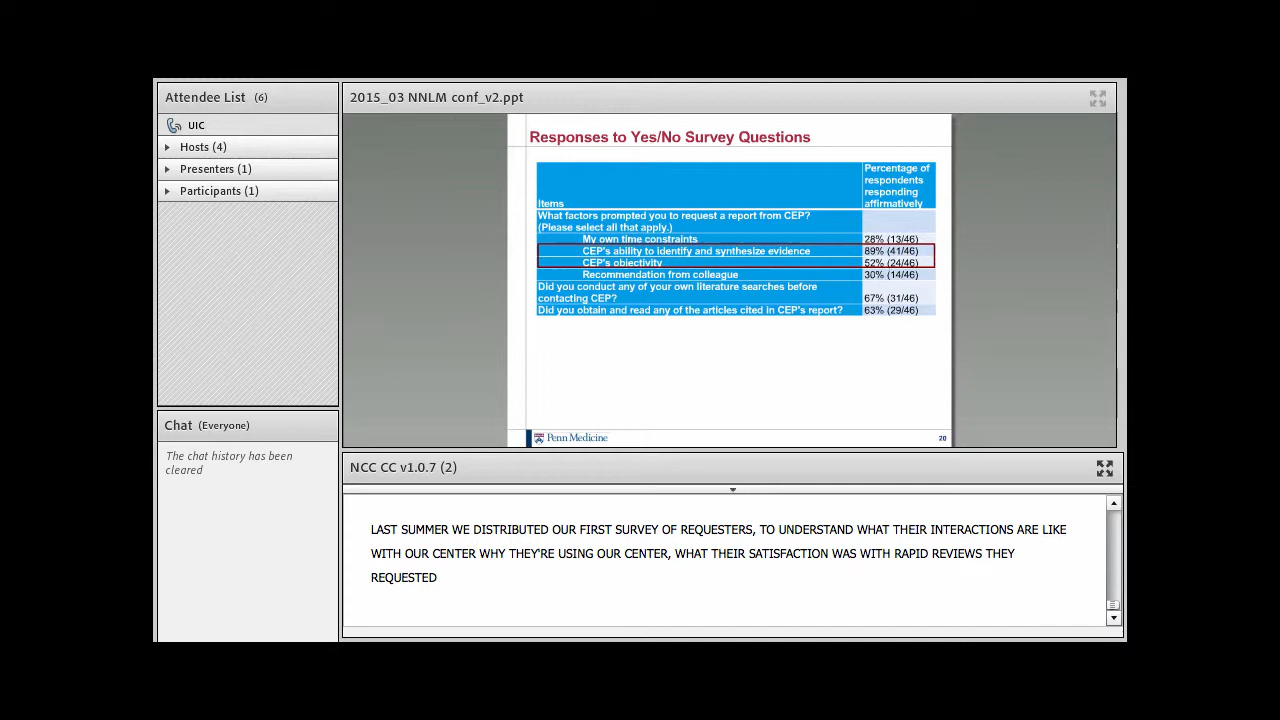 Attendee List (6)
UIC
Hosts (4)
Presenters (1)
Participants (1)
Chat (Everyone)
The chat history has been
cleared
2015_03 NNLM conf_v2.ppt
Responses to Yes/No Survey Questions
Items
Percentage of
respondents
responding
affirmatively
What factors prompted you to request a report from CEP?
(Please select all that apply.)
My own time constraints 28% (13/46)
CEP's ability to identify and synthesize evidence 89% (41/46)
CEP's objectivity 52% (24/46)
Recommendation from colleague 30% (14/46)
Did you conduct any of your own literature searches before
contacting CEP? 67% (31/46)
Did you obtain and read any of the articles cited in CEP's report? 63% (29/46)
Penn Medicine 20
NCC CC v1.0.7 (2)
LAST SUMMER WE DISTRIBUTED OUR FIRST SURVEY OF REQUESTERS, TO UNDERSTAND WHAT THEIR INTERACTIONS ARE LIKE
WITH OUR CENTER WHY THEY'RE USING OUR CENTER, WHAT THEIR SATISFACTION WAS WITH RAPID REVIEWS THEY
REQUESTED